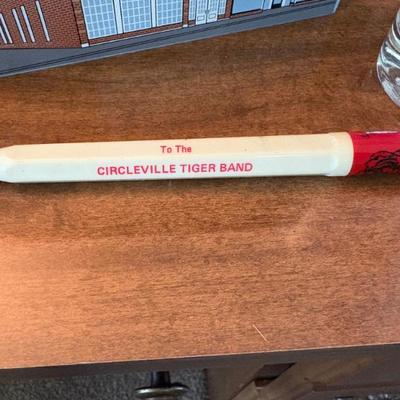 To The
CIRCLEVILLE TIGER BAND